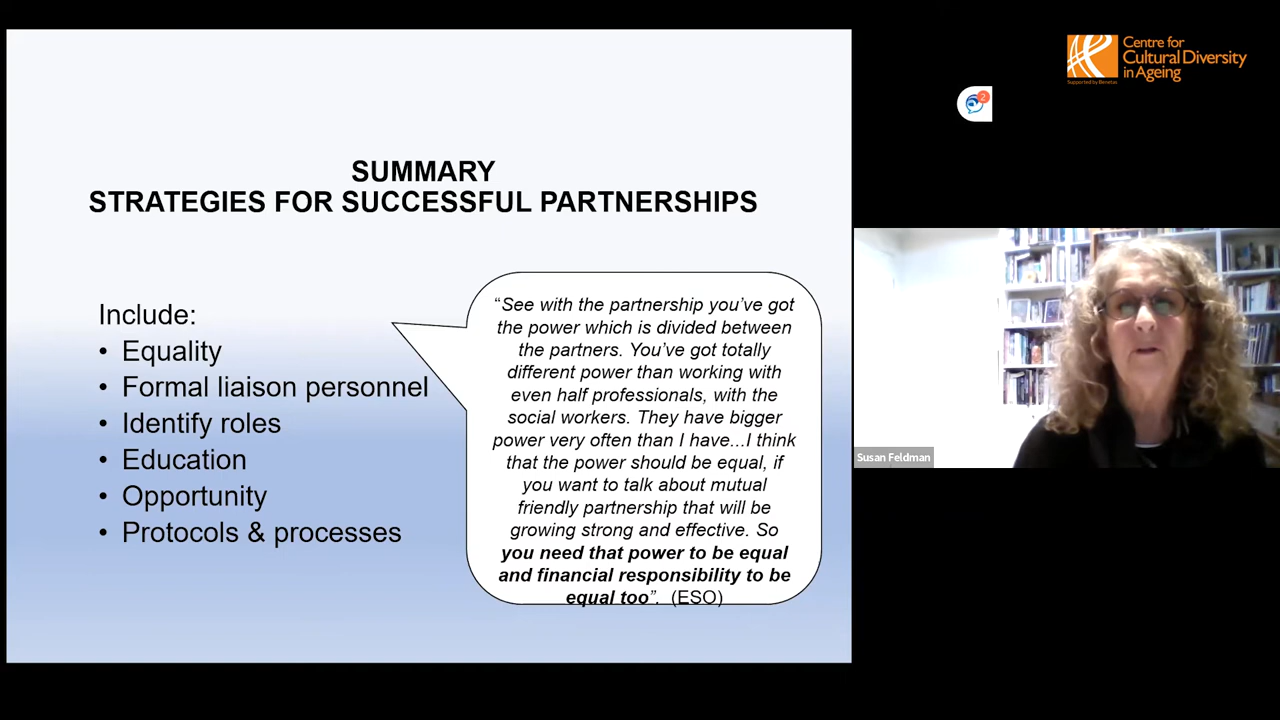 SUMMARY
STRATEGIES FOR SUCCESSFUL PARTNERSHIPS
Include:
• Equality
• Formal liaison personnel
• Identify roles
• Education
• Opportunity
• Protocols & processes
“See with the partnership you’ve got
the power which is divided between
the partners. You’ve got totally
different power than working with
even half professionals, with the
social workers. They have bigger
power very often than I have...I think
that the power should be equal, if
you want to talk about mutual
friendly partnership that will be
growing strong and effective. So
you need that power to be equal
and financial responsibility to be
equal too”. (ESO)
Centre for
Cultural Diversity
in Ageing
Supported by Benetas
2
Susan Feldman